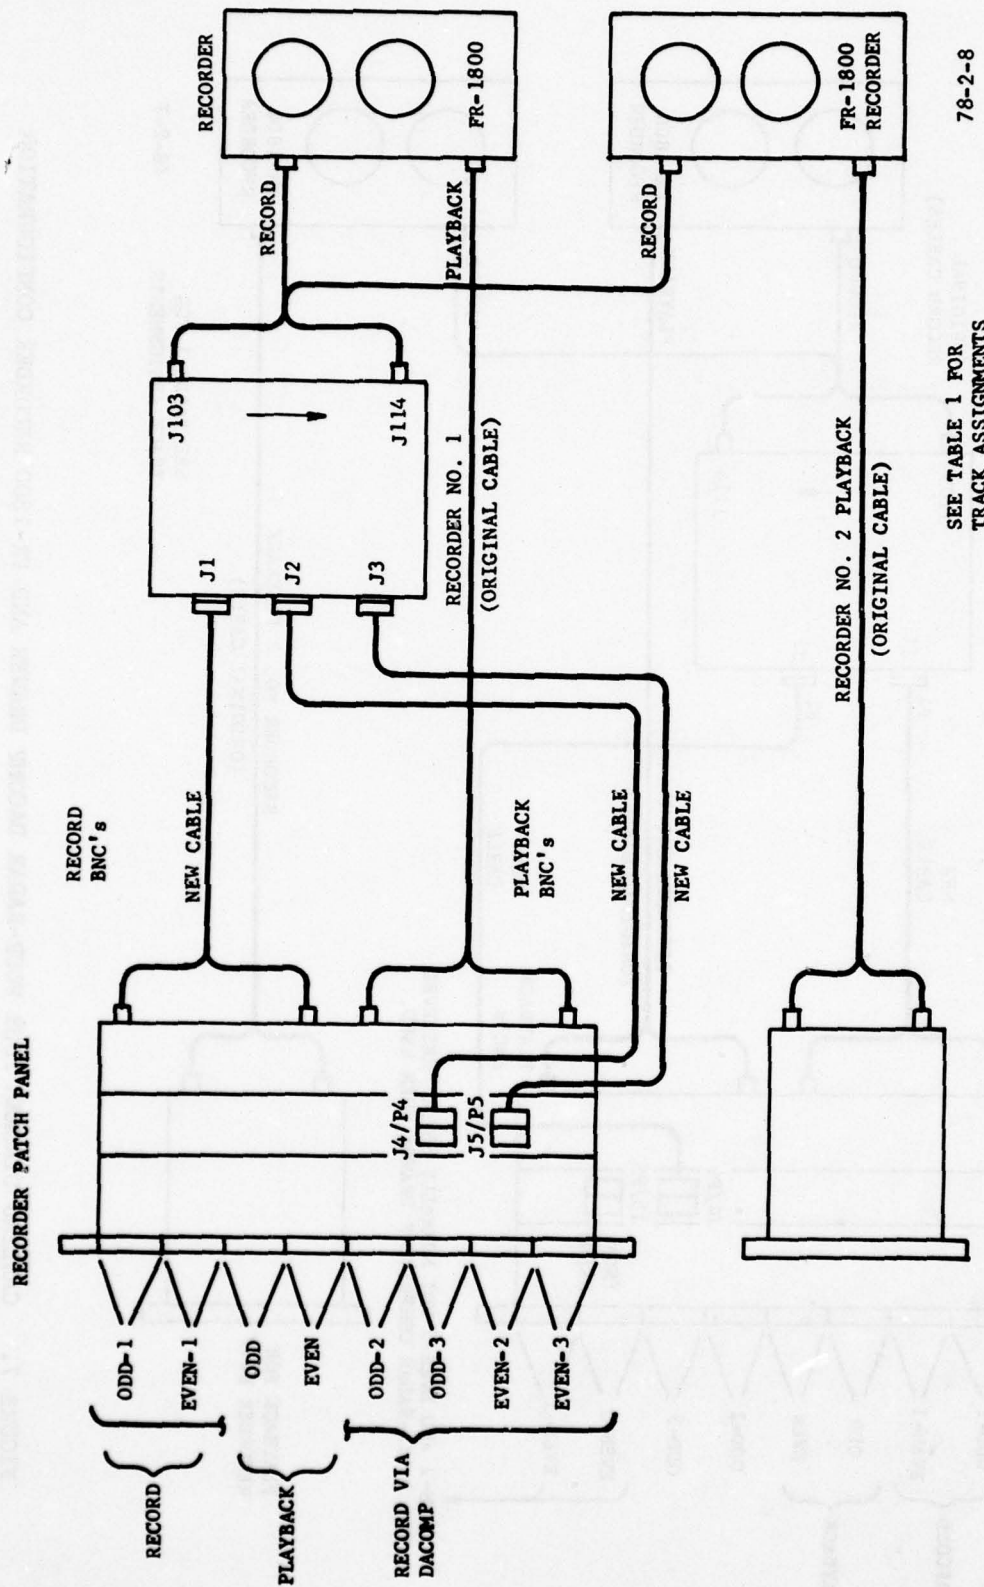 RECORDER PATCH PANEL
RECORD
BNC's
RECORDER
FR-1800
RECORD
PLAYBACK
J103
J114
J1
J2
J3
NEW CABLE
RECORDER NO. 1
(ORIGINAL CABLE)
PLAYBACK
BNC's
NEW CABLE
NEW CABLE
J4/P4
J5/P5
RECORD
ODD-1
EVEN-1
PLAYBACK
ODD
EVEN
RECORD VIA
DACOMP
ODD-2
ODD-3
EVEN-2
EVEN-3
RECORD
FR-1800
RECORDER
RECORDER NO. 2 PLAYBACK
(ORIGINAL CABLE)
SEE TABLE 1 FOR
TRACK ASSIGNMENTS
78-2-8